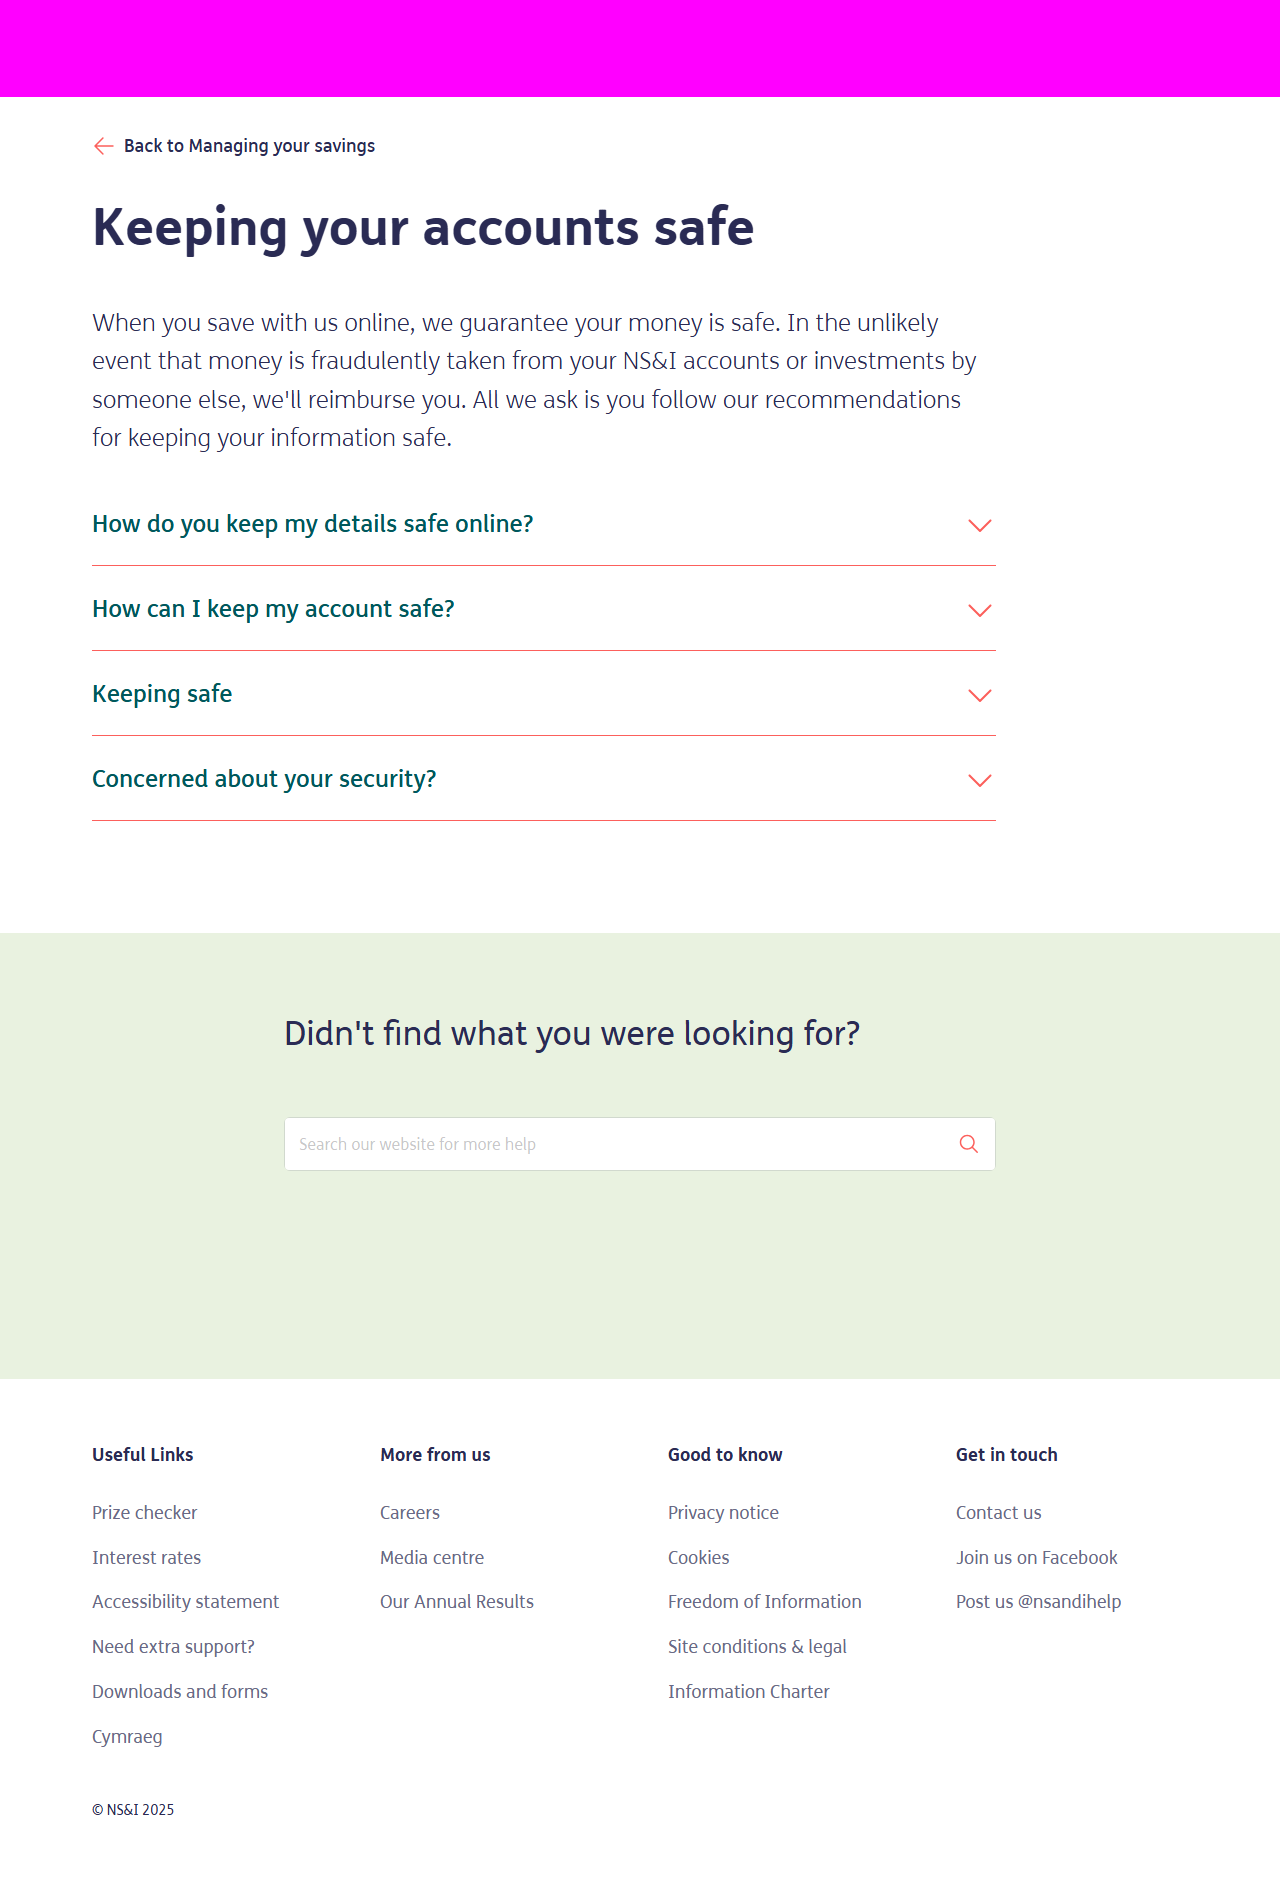 Back to Managing your savings
Keeping your accounts safe
When you save with us online, we guarantee your money is safe. In the unlikely
event that money is fraudulently taken from your NS&I accounts or investments by
someone else, we'll reimburse you. All we ask is you follow our recommendations
for keeping your information safe.
How do you keep my details safe online?
How can I keep my account safe?
Keeping safe
Concerned about your security?
Didn't find what you were looking for?
Search our website for more help
Useful Links
Prize checker
Interest rates
Accessibility statement
Need extra support?
Downloads and forms
Cymraeg
More from us
Careers
Media centre
Our Annual Results
Good to know
Privacy notice
Cookies
Freedom of Information
Site conditions & legal
Information Charter
Get in touch
Contact us
Join us on Facebook
Post us @nsandihelp
© NS&I 2025